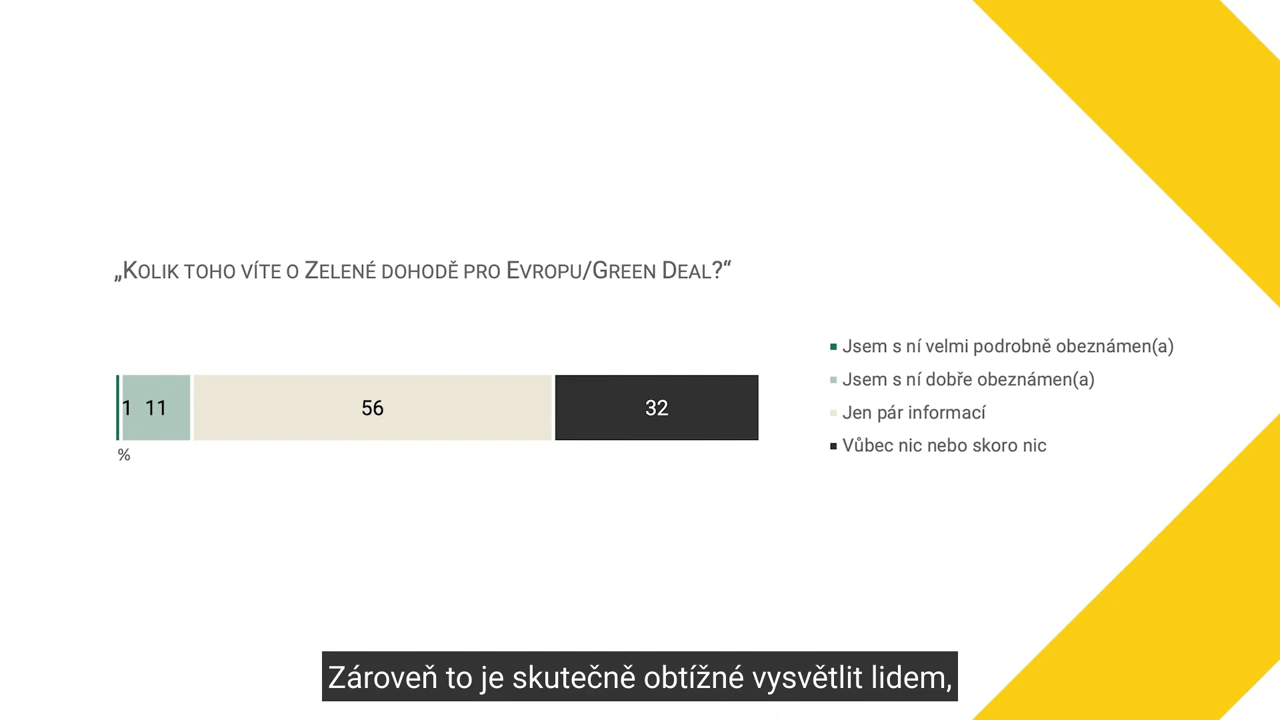 „Kolik toho víte o Zelené dohodě pro Evropu/Green Deal?“
Jsem s ní velmi podrobně obeznámen(a)
Jsem s ní dobře obeznámen(a)
Jen pár informací
Vůbec nic nebo skoro nic
1 11 56 32
%
Zároveň to je skutečně obtížné vysvětlit lidem,